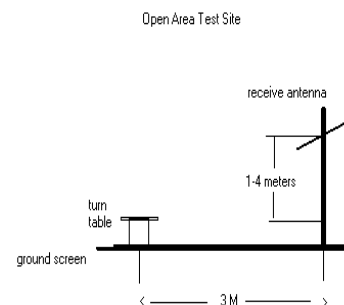 Open Area Test Site
receive antenna
1-4 meters
turn
table
ground screen
3 M